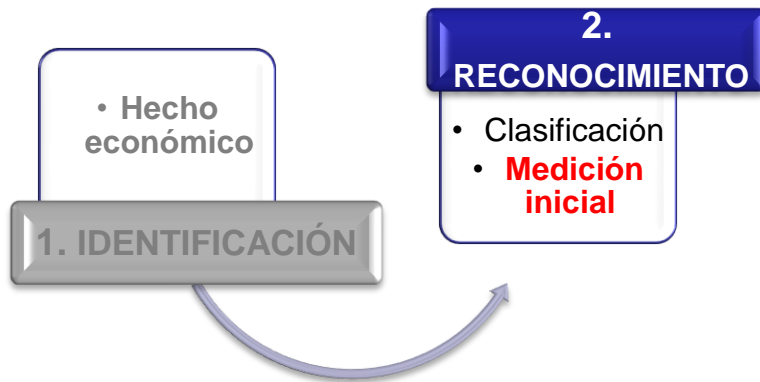 • Hecho
económico
1. IDENTIFICACIÓN
2.
RECONOCIMIENTO
• Clasificación
• Medición
inicial